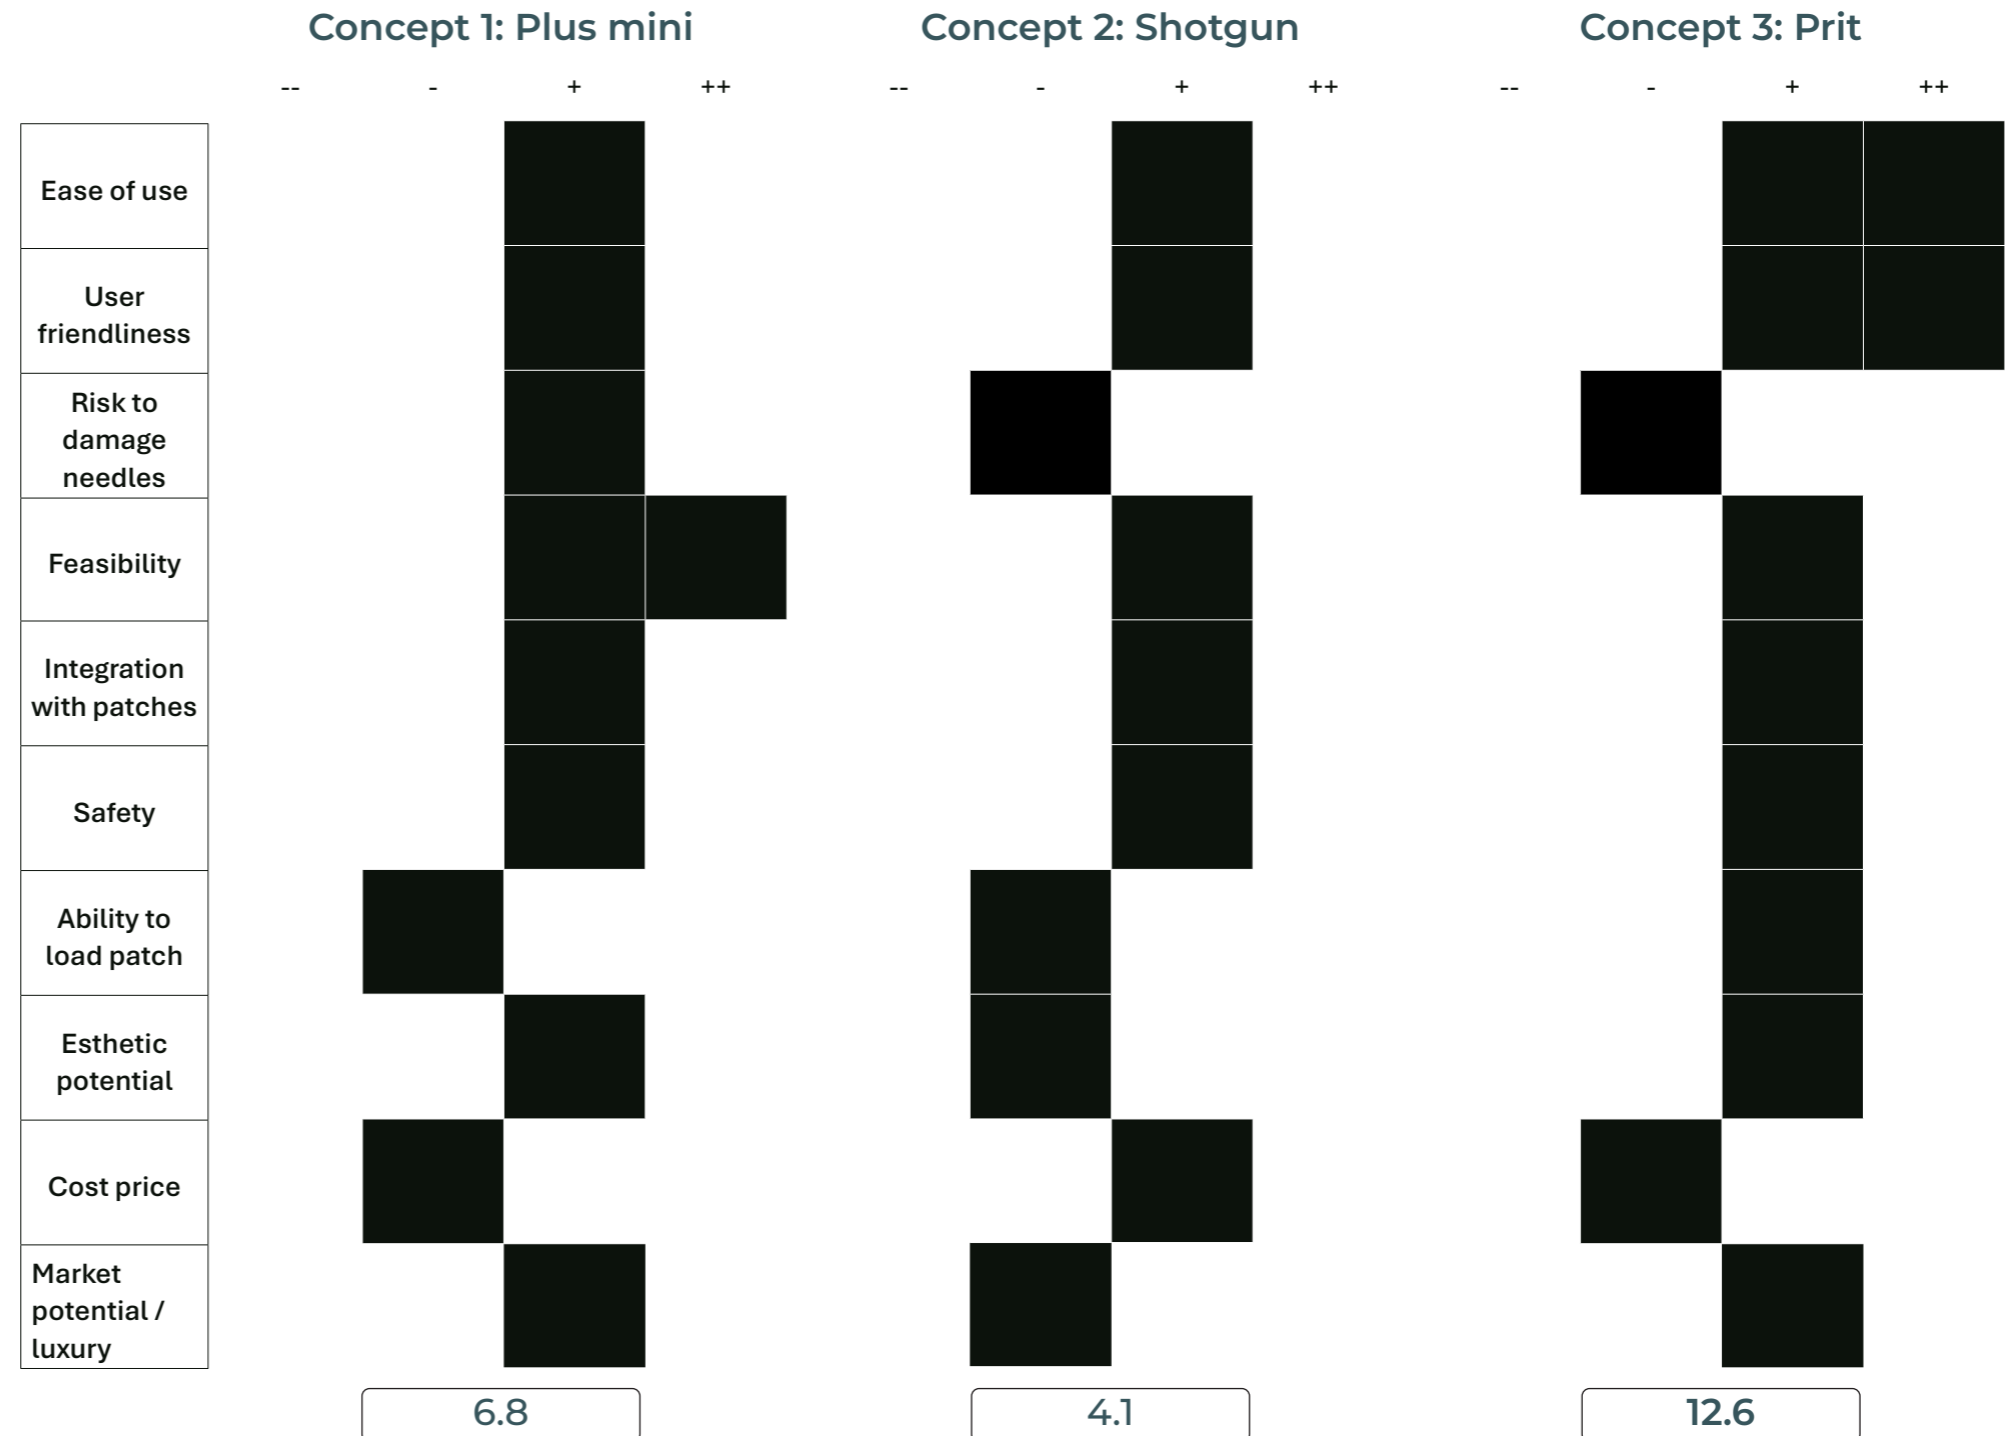 Concept 1: Plus mini
Concept 2: Shotgun
Concept 3: Prit
-- - + ++
-- - + ++
-- - + ++
Ease of use
User
friendliness
Risk to
damage
needles
Feasibility
Integration
with patches
Safety
Ability to
load patch
Esthetic
potential
Cost price
Market
potential /
luxury
6.8
4.1
12.6